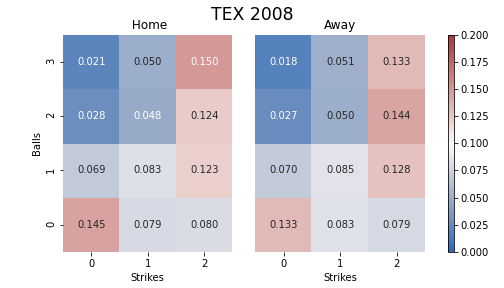 TEX 2008
Home
Away
Balls
3
0.021 0.050 0.150
2
0.028 0.048 0.124
1
0.069 0.083 0.123
0
0.145 0.079 0.080
0 1 2
Strikes
0.018 0.051 0.133
0.027 0.050 0.144
0.070 0.085 0.128
0.133 0.083 0.079
0 1 2
Strikes
0.200
0.175
0.150
0.125
0.100
0.075
0.050
0.025
0.000